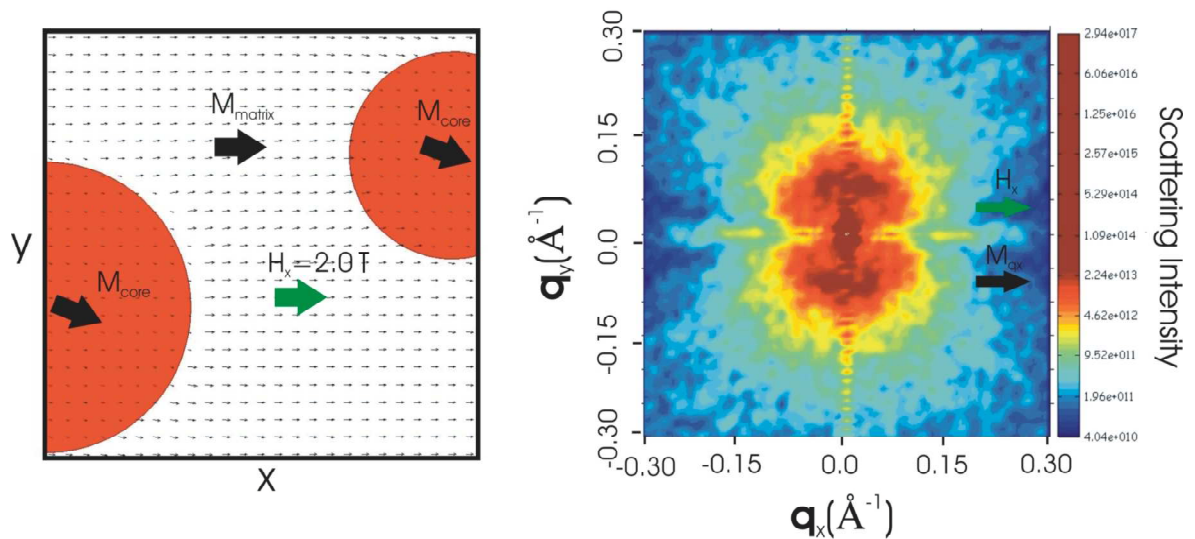 M_matrix
M_core
M_core
H_x=2.0T
y
x
0.30
0.15
0.0
-0.15
-0.30
q_y(Å^-1)
H_x
M_qx
-0.30
-0.15
0.0
0.15
0.30
q_x(Å^-1)
2.94e+017
6.06e+016
1.25e+016
2.57e+015
5.29e+014
1.09e+014
2.24e+013
4.62e+012
9.52e+011
1.96e+011
4.04e+010
Scattering Intensity